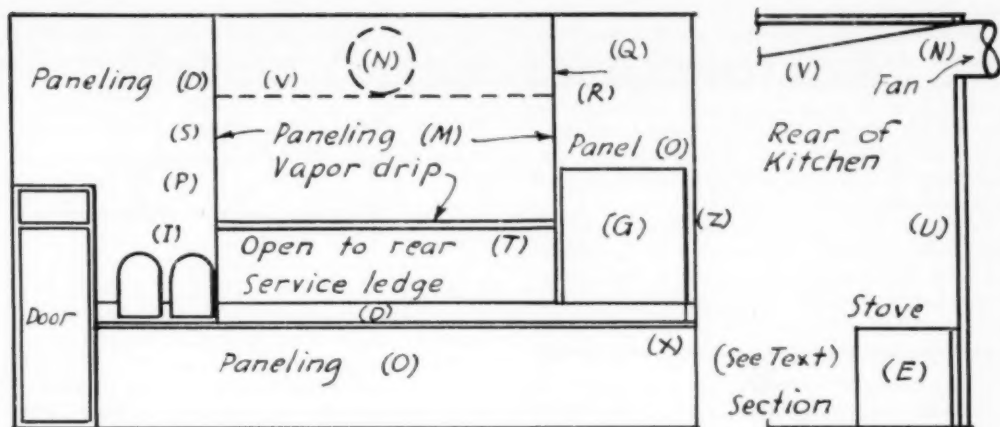 Paneling (O)
(V)
(N)
(Q)
(R)
(S)
Paneling (M)
Vapor drip
Panel (O)
(P)
(I)
(G)
(Z)
Open to rear (T)
Service ledge
Door
(D)
(X)
Paneling (O)
(V)
(N)
Fan
Rear of
Kitchen
(U)
Stove
(See Text)
(E)
Section